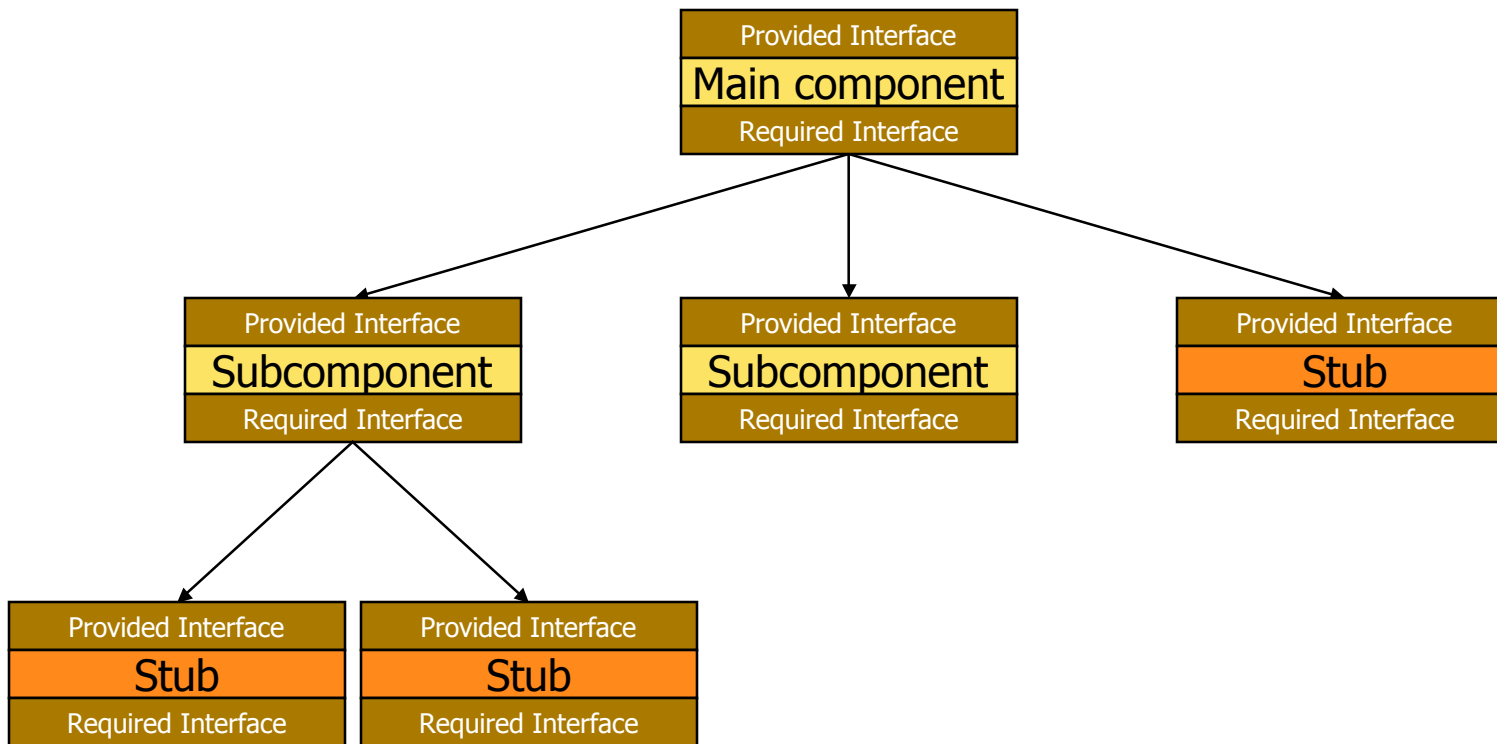 Provided Interface
Main component
Required Interface
Provided Interface
Subcomponent
Required Interface
Provided Interface
Subcomponent
Required Interface
Provided Interface
Stub
Required Interface
Provided Interface
Stub
Required Interface
Provided Interface
Stub
Required Interface